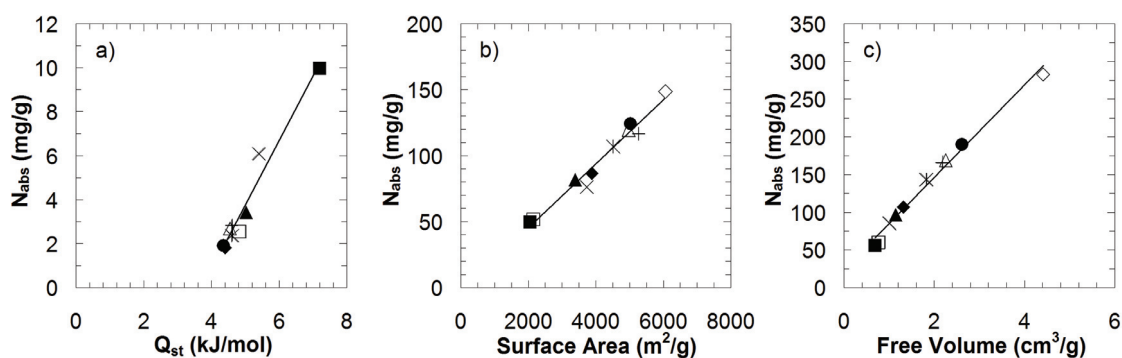 a)
12
10
8
6
4
2
0
N_abs (mg/g)
0 2 4 6 8
Q_st (kJ/mol)
b)
200
150
100
50
0
N_abs (mg/g)
0 2000 4000 6000 8000
Surface Area (m²/g)
c)
350
300
250
200
150
100
50
0
N_abs (mg/g)
0 2 4 6
Free Volume (cm³/g)